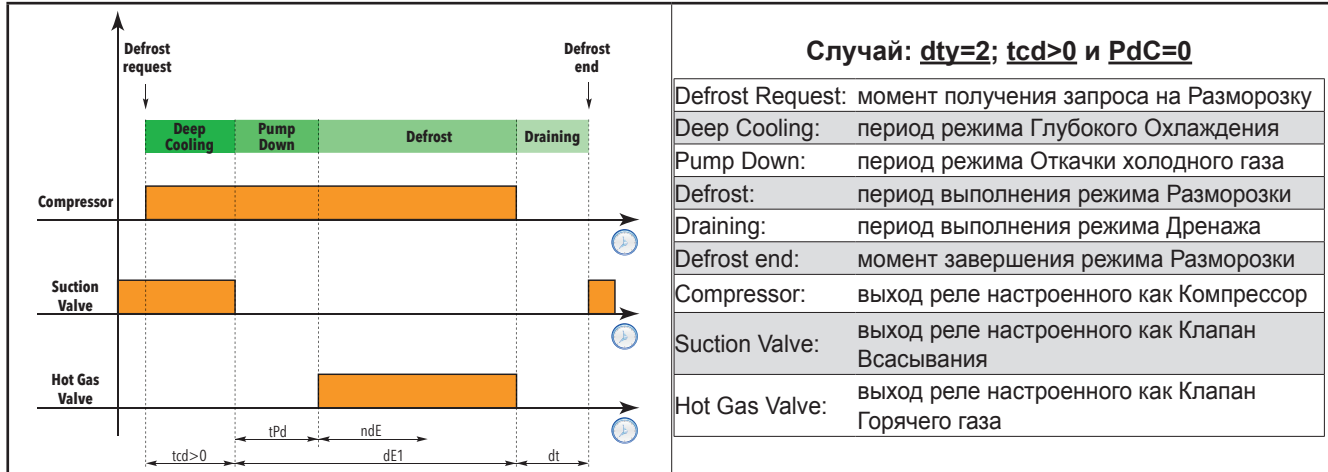 Defrost
request
Defrost
end
Deep
Cooling
Pump
Down
Defrost
Draining
Compressor
Suction
Valve
Hot Gas
Valve
tPd
ndE
tcd>0
dE1
dt
Случай: dty=2; tcd>0 и PdC=0
Defrost Request: момент получения запроса на Разморозку
Deep Cooling: период режима Глубокого Охлаждения
Pump Down: период режима Откачки холодного газа
Defrost: период выполнения режима Разморозки
Draining: период выполнения режима Дренажа
Defrost end: момент завершения режима Разморозки
Compressor: выход реле настроенного как Компрессор
Suction Valve: выход реле настроенного как Клапан
Всасывания
Hot Gas Valve: выход реле настроенного как Клапан
Горячего газа